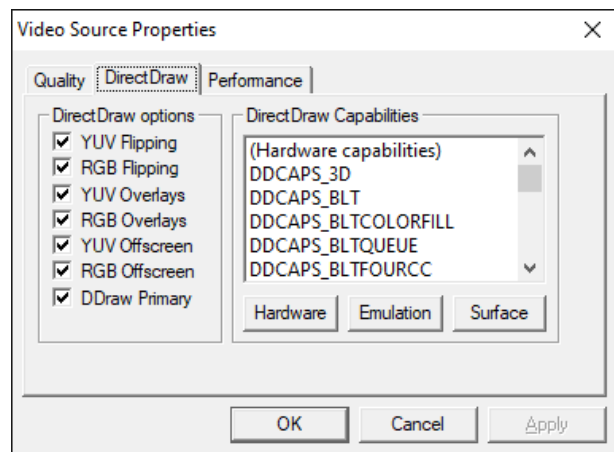 Video Source Properties
Quality DirectDraw Performance
DirectDraw options
YUV Flipping
RGB Flipping
YUV Overlays
RGB Overlays
YUV Offscreen
RGB Offscreen
DDraw Primary
DirectDraw Capabilities
(Hardware capabilities)
DDCAPS_3D
DDCAPS_BLT
DDCAPS_BLTCOLORFILL
DDCAPS_BLTQUEUE
DDCAPS_BLTFOURCC
Hardware Emulation Surface
OK Cancel Apply